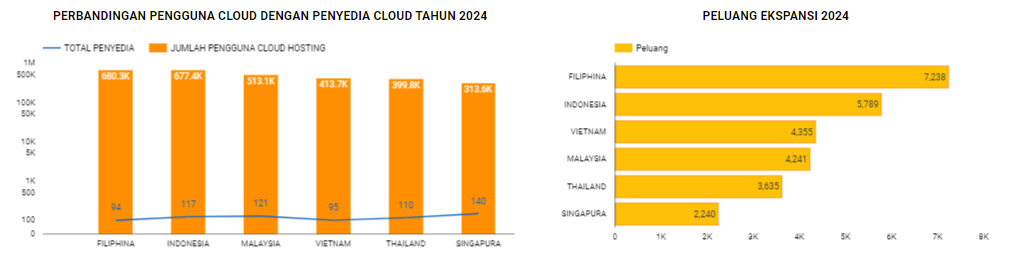 PERBANDINGAN PENGGUNA CLOUD DENGAN PENYEDIA CLOUD TAHUN 2024
TOTAL PENYEDIA
JUMLAH PENGGUNA CLOUD HOSTING
1M
500K
100K
50K
10K
5K
1K
500
100
0
680.3K
677.4K
513.1K
413.7K
399.8K
313.6K
94
117
121
95
110
140
FILIPHINA
INDONESIA
MALAYSIA
VIETNAM
THAILAND
SINGAPURA
PELUANG EKSPANSI 2024
Peluang
FILIPHINA 7,238
INDONESIA 5,789
VIETNAM 4,355
MALAYSIA 4,241
THAILAND 3,635
SINGAPURA 2,240
0 1K 2K 3K 4K 5K 6K 7K 8K